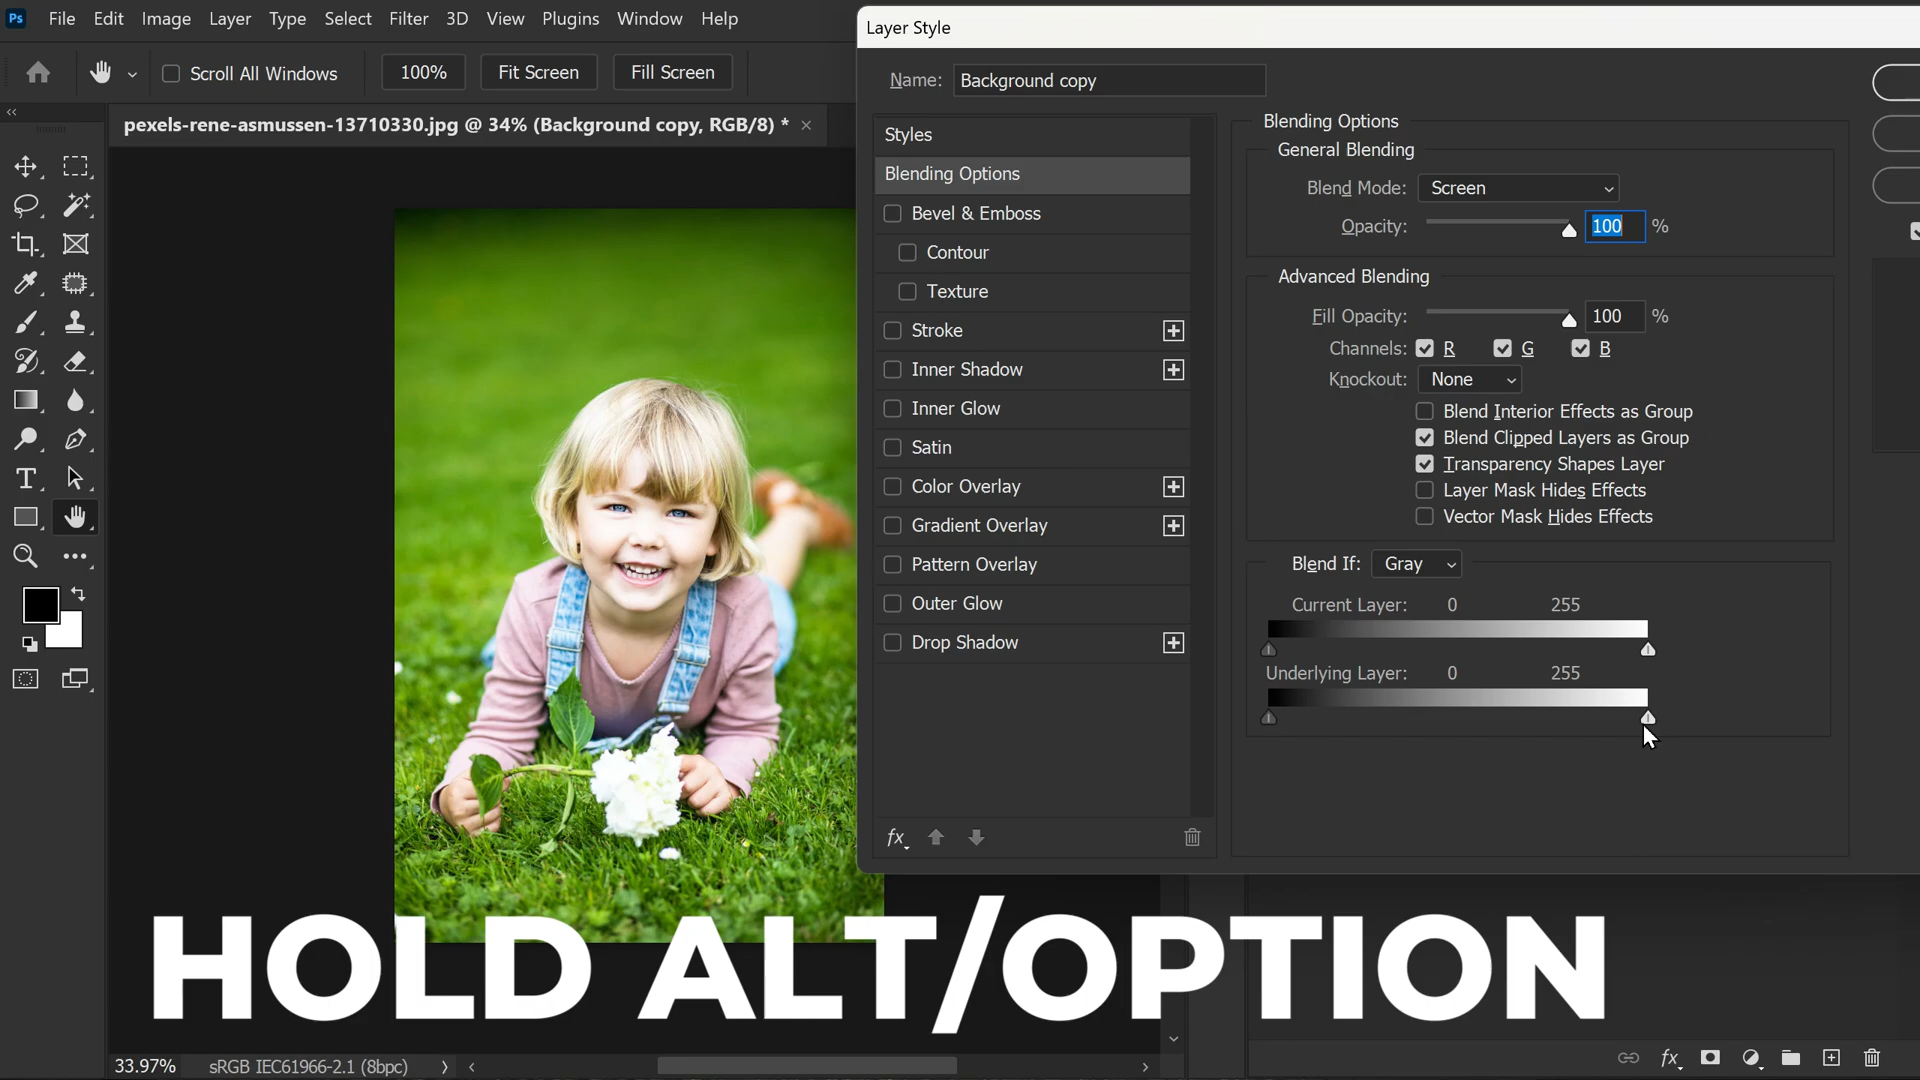 Ps File Edit Image Layer Type Select Filter 3D View Plugins Window Help
Scroll All Windows 100% Fit Screen Fill Screen
pexels-rene-asmussen-13710330.jpg @ 34% (Background copy, RGB/8) * ×
Layer Style
Name: Background copy
Styles
Blending Options
Bevel & Emboss
Contour
Texture
Stroke
Inner Shadow
Inner Glow
Satin
Color Overlay
Gradient Overlay
Pattern Overlay
Outer Glow
Drop Shadow
fx
Blending Options
General Blending
Blend Mode: Screen
Opacity: 100 %
Advanced Blending
Fill Opacity: 100 %
Channels: R G B
Knockout: None
Blend Interior Effects as Group
Blend Clipped Layers as Group
Transparency Shapes Layer
Layer Mask Hides Effects
Vector Mask Hides Effects
Blend If: Gray
Current Layer: 0 255
Underlying Layer: 0 255
HOLD ALT/OPTION
33.97% sRGB IEC61966-2.1 (8bpc)
fx